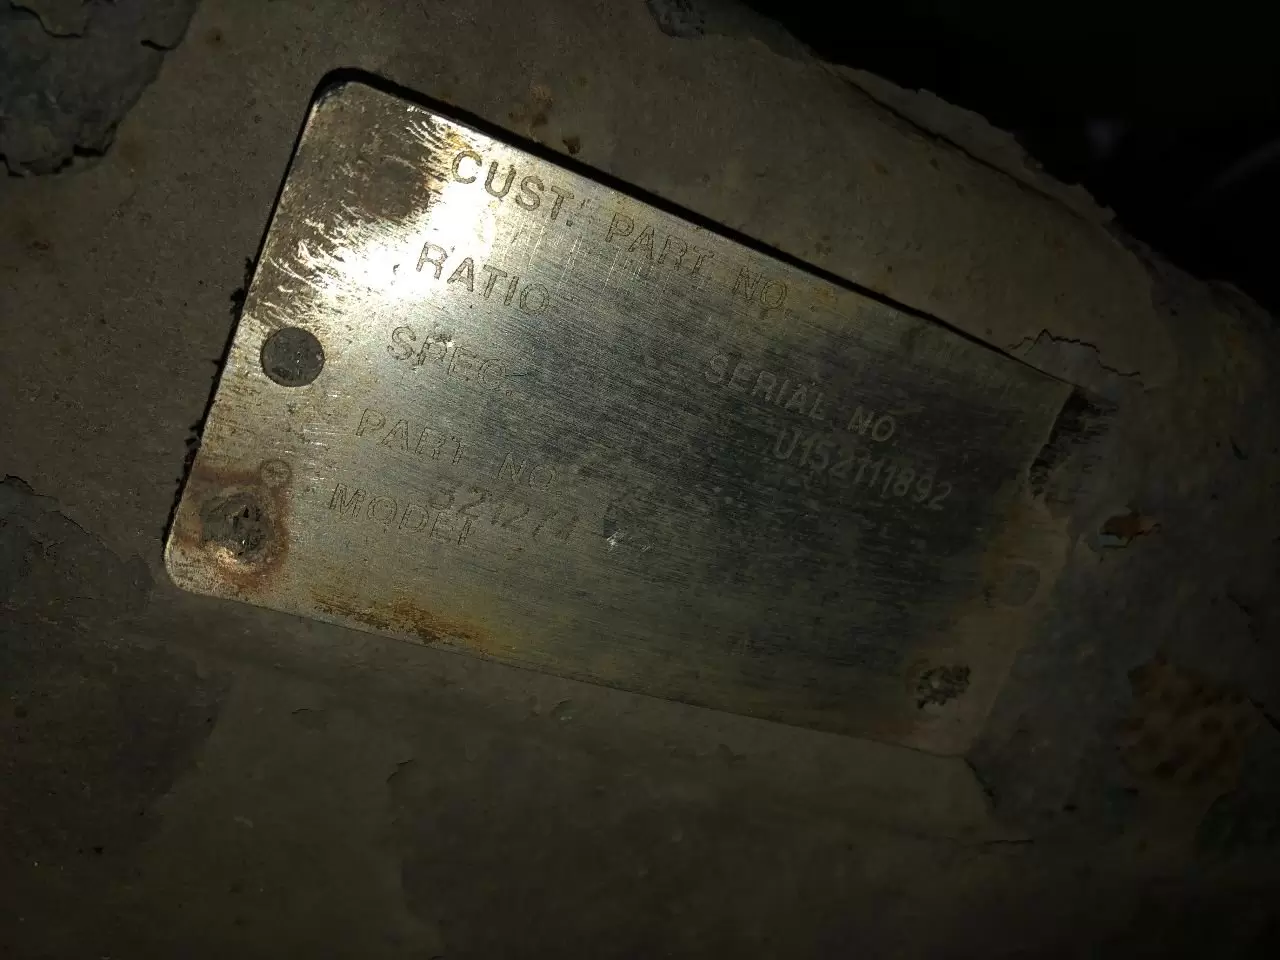 CUST. PART NO.
RATIO
SPEC.
SERIAL NO.
U152111892
PART NO
MODEL